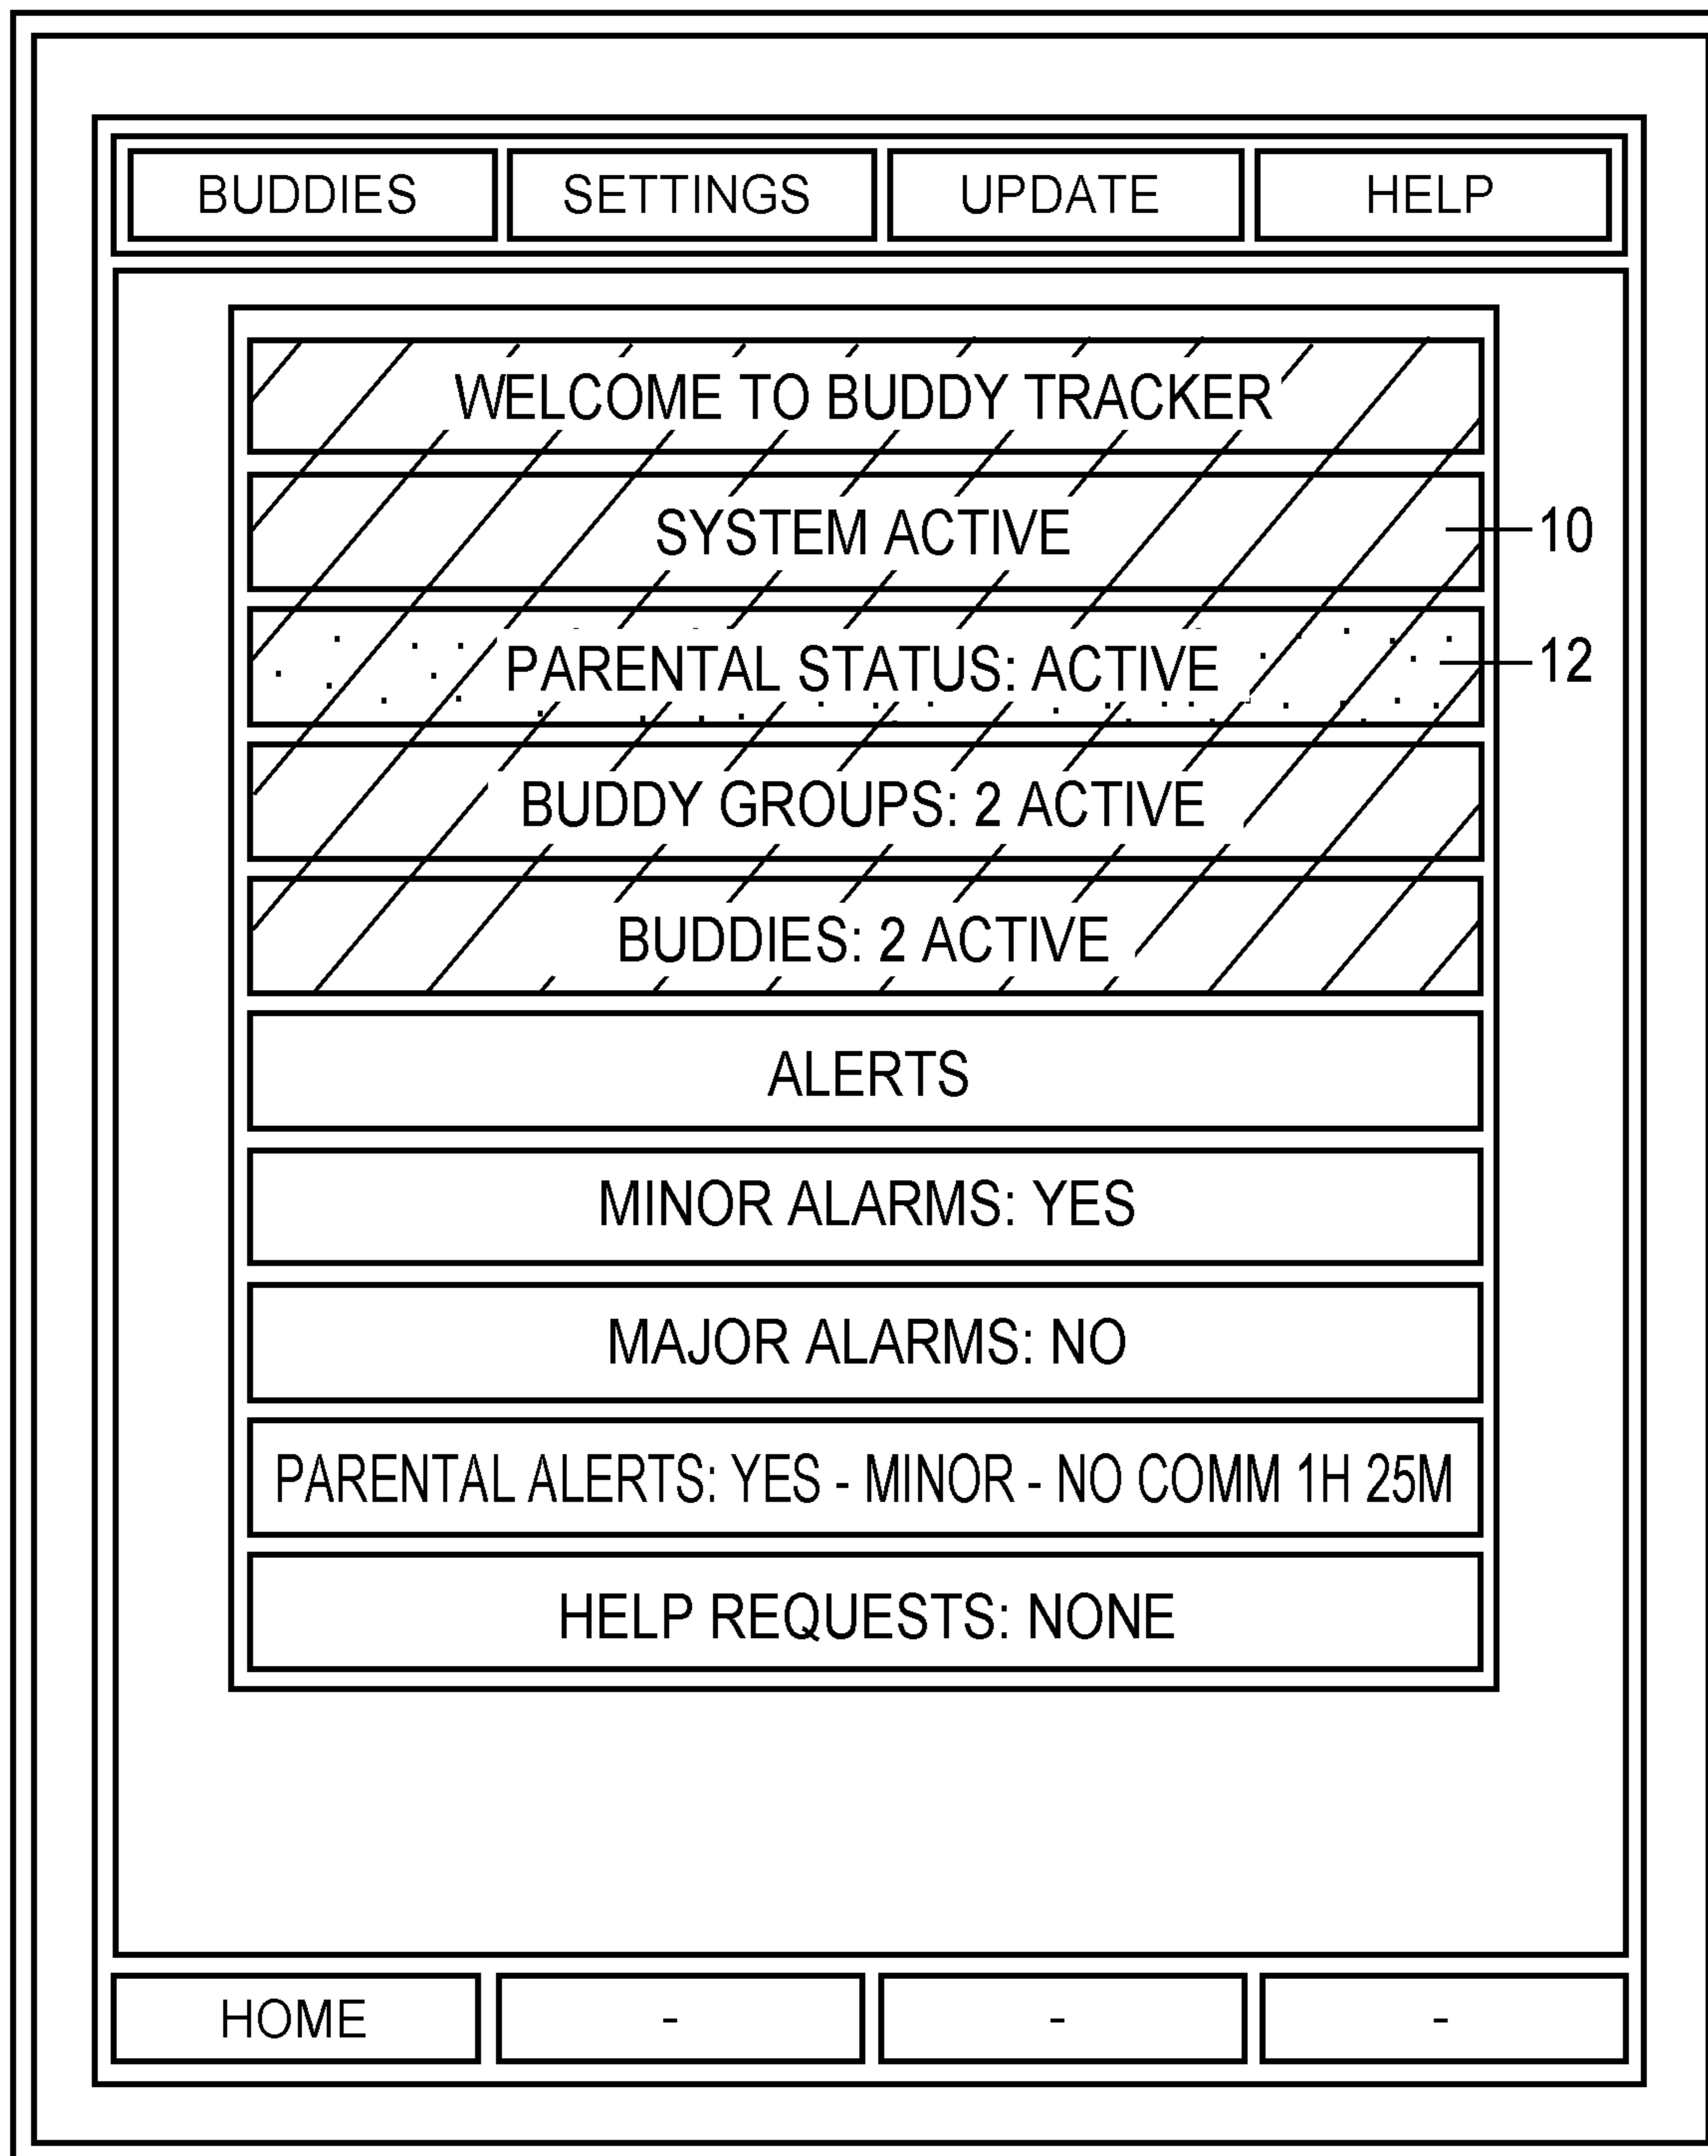 BUDDIES SETTINGS UPDATE HELP
WELCOME TO BUDDY TRACKER
SYSTEM ACTIVE 10
PARENTAL STATUS: ACTIVE 12
BUDDY GROUPS: 2 ACTIVE
BUDDIES: 2 ACTIVE
ALERTS
MINOR ALARMS: YES
MAJOR ALARMS: NO
PARENTAL ALERTS: YES - MINOR - NO COMM 1H 25M
HELP REQUESTS: NONE
HOME - - -